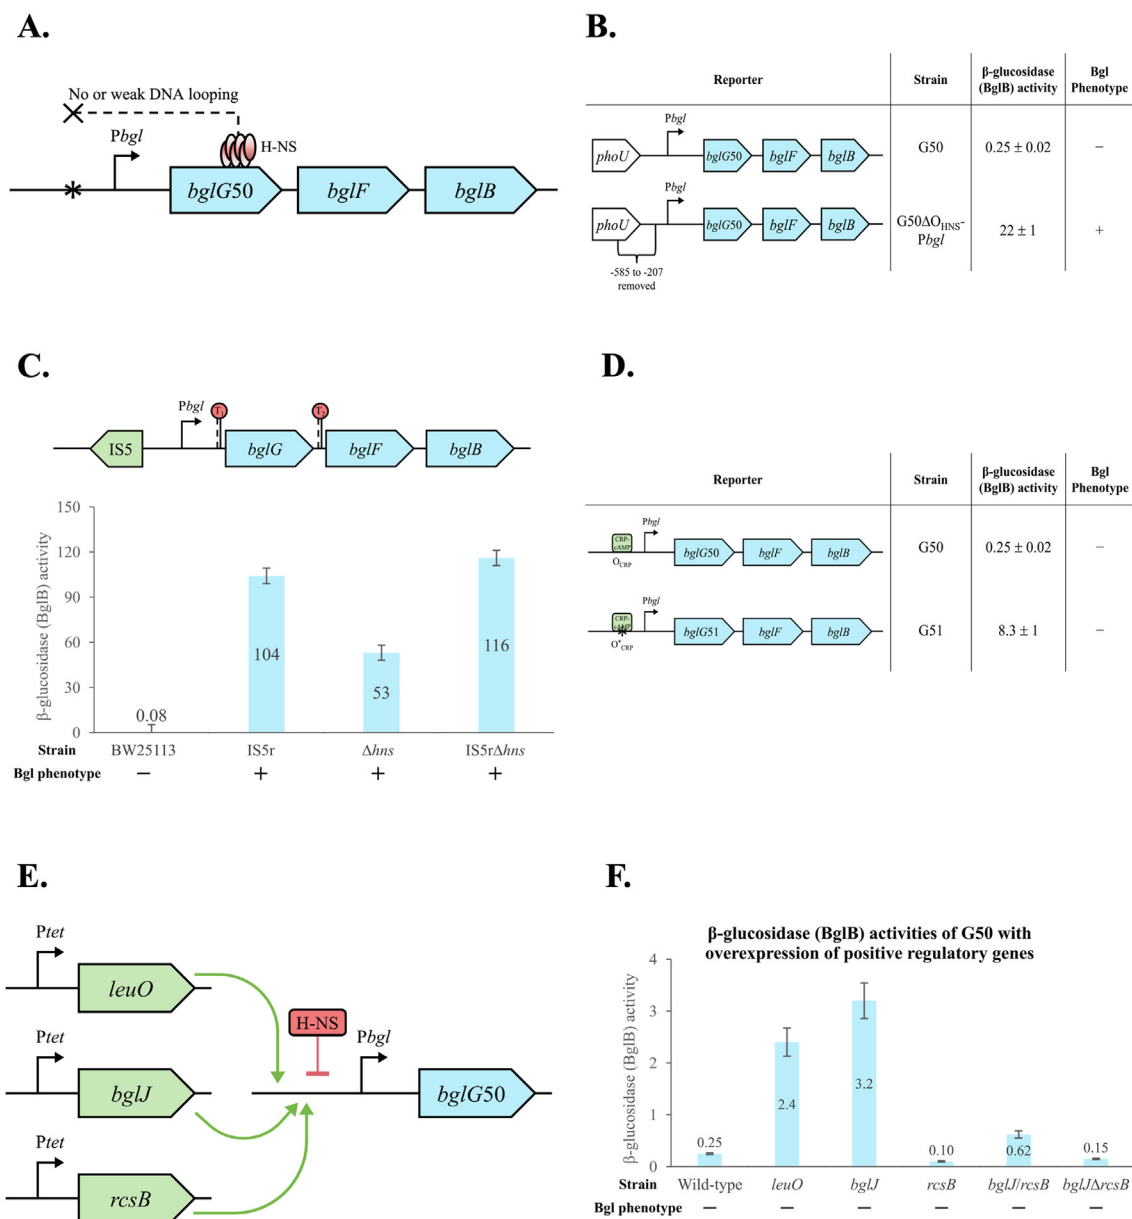 A.
No or weak DNA looping
Pbgl
H-NS
bglG50
bglF
bglB
*
B.
Reporter
Strain
β-glucosidase
(BglB) activity
Bgl
Phenotype
Pbgl
phoU
bglG50
bglF
bglB
G50
0.25 ± 0.02
−
Pbgl
phoU
bglG50
bglF
bglB
G50ΔOHNS-
Pbgl
22 ± 1
+
-585 to -207
removed
C.
Pbgl
T1
T2
IS5
bglG
bglF
bglB
β-glucosidase (BglB) activity
150
120
90
60
30
0
0.08
104
53
116
Strain
BW25113
IS5r
Δhns
IS5rΔhns
Bgl phenotype
−
+
+
+
D.
Reporter
Strain
β-glucosidase
(BglB) activity
Bgl
Phenotype
Pbgl
CRP-
cAMP
OCRP
bglG50
bglF
bglB
G50
0.25 ± 0.02
−
Pbgl
CRP-
cAMP
*
O*CRP
bglG51
bglF
bglB
G51
8.3 ± 1
−
E.
Ptet
leuO
Ptet
bglJ
Ptet
rcsB
H-NS
Pbgl
bglG50
F.
β-glucosidase (BglB) activities of G50 with
overexpression of positive regulatory genes
β-glucosidase (BglB) activity
4
3
2
1
0
0.25
2.4
3.2
0.10
0.62
0.15
Strain
Wild-type
leuO
bglJ
rcsB
bglJ/rcsB
bglJΔrcsB
Bgl phenotype
−
−
−
−
−
−